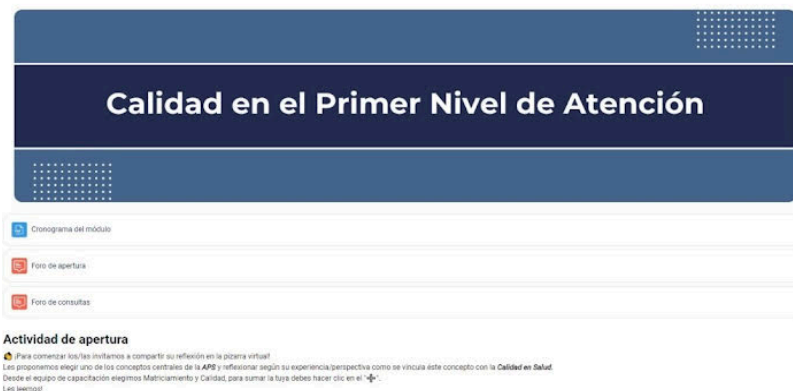 Calidad en el Primer Nivel de Atención
Cronograma del módulo
Foro de apertura
Foro de consultas
Actividad de apertura
¡Para comenzar los/las invitamos a compartir su reflexión en la pizarra virtual!
Les proponemos elegir uno de los conceptos centrales de la APS y reflexionar según su experiencia/perspectiva como se vincula éste concepto con la Calidad en Salud.
Desde el equipo de capacitación elegimos Matriciamiento y Calidad, para sumar la tuya debes hacer clic en el "➕".
Les leemos!